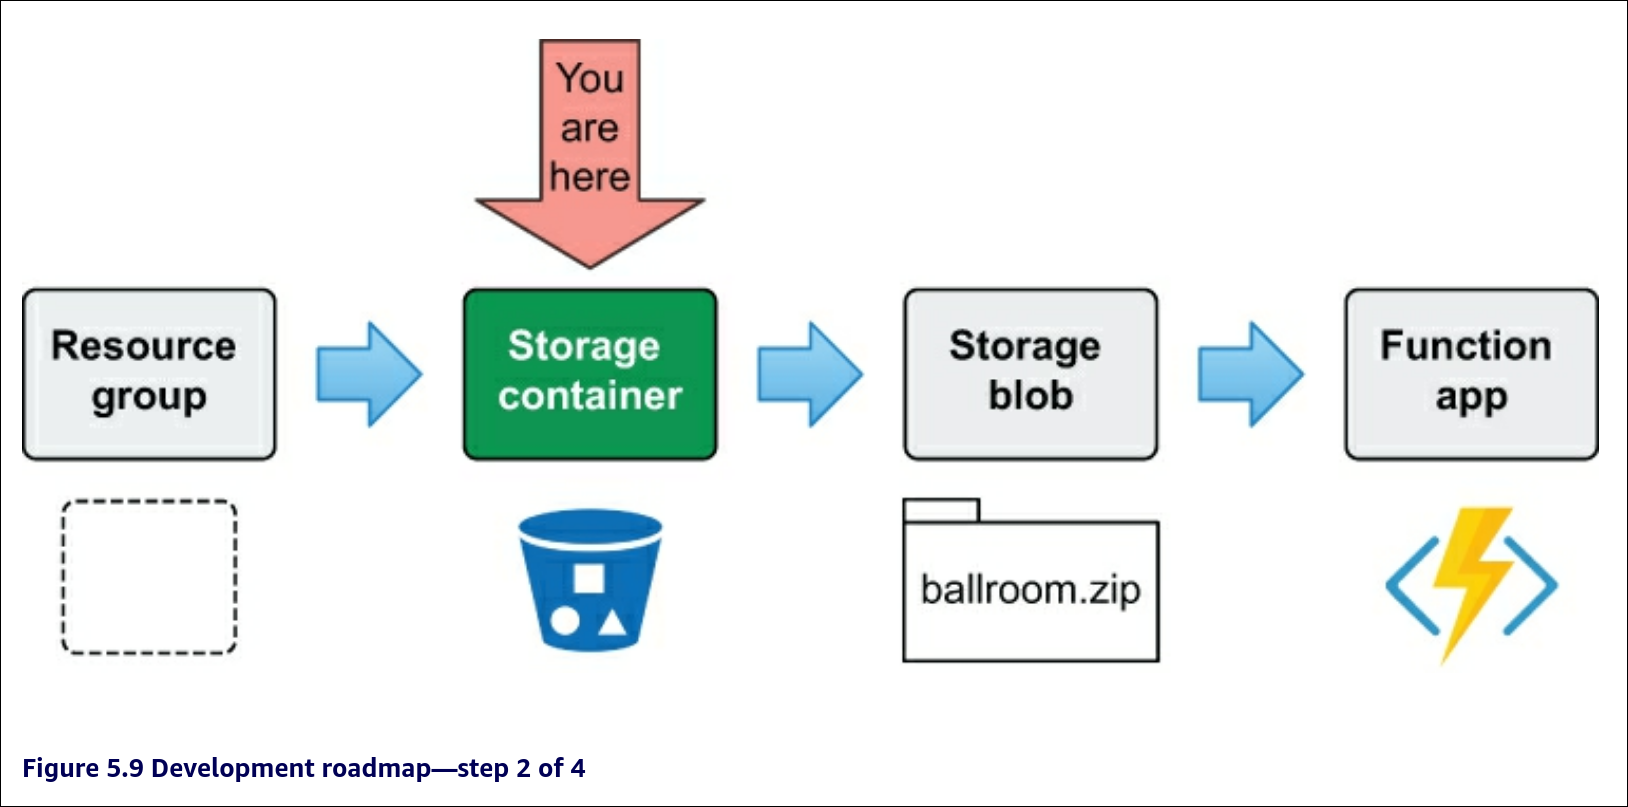 You
are
here
Resource
group
Storage
container
Storage
blob
Function
app
ballroom.zip
Figure 5.9 Development roadmap—step 2 of 4